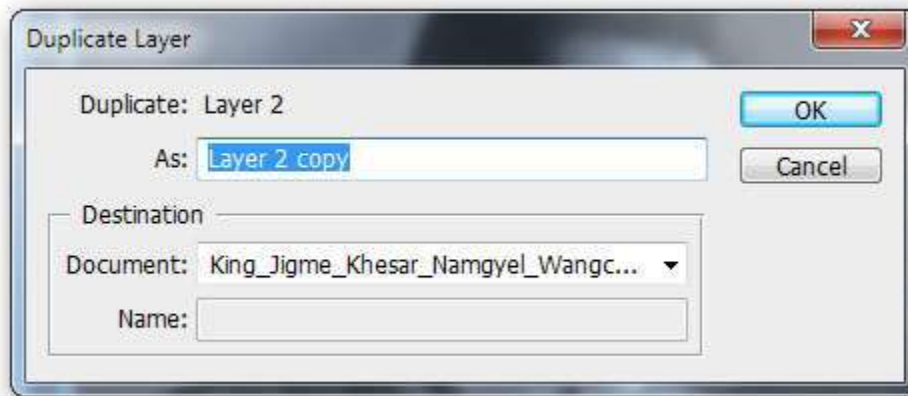 Duplicate Layer
Duplicate: Layer 2
OK
As: Layer 2 copy
Cancel
Destination
Document: King_Jigme_Khesar_Namgyel_Wangc...
Name: